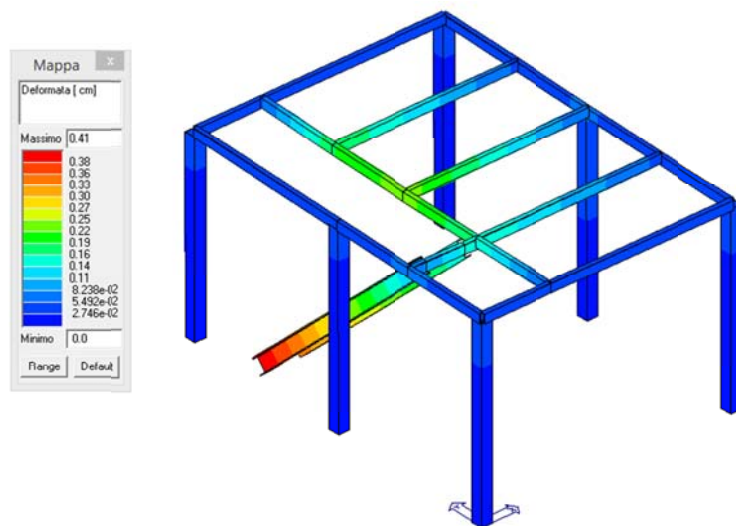 Mappa
x
Deformata [ cm]
Massimo 0.41
0.38
0.36
0.33
0.30
0.27
0.25
0.22
0.19
0.16
0.14
0.11
8.238e-02
5.492e-02
2.746e-02
Minimo 0.0
Range Default